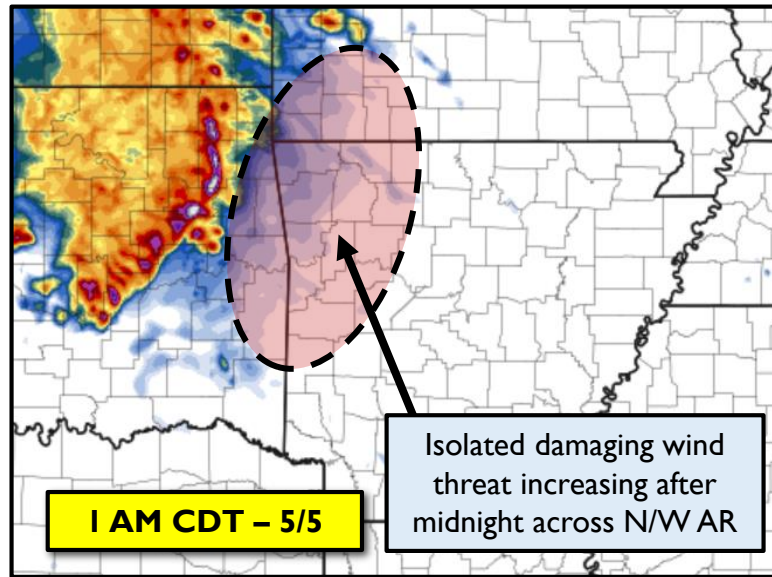 Isolated damaging wind
threat increasing after
midnight across N/W AR
1 AM CDT – 5/5